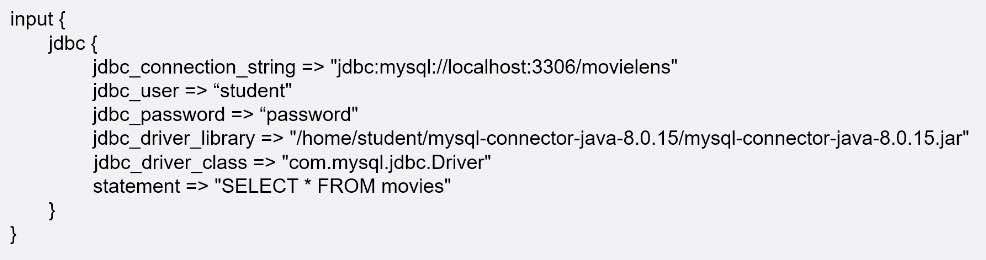 input {
jdbc {
jdbc_connection_string => "jdbc:mysql://localhost:3306/movielens"
jdbc_user => “student"
jdbc_password => “password"
jdbc_driver_library => "/home/student/mysql-connector-java-8.0.15/mysql-connector-java-8.0.15.jar"
jdbc_driver_class => "com.mysql.jdbc.Driver"
statement => "SELECT * FROM movies"
}
}